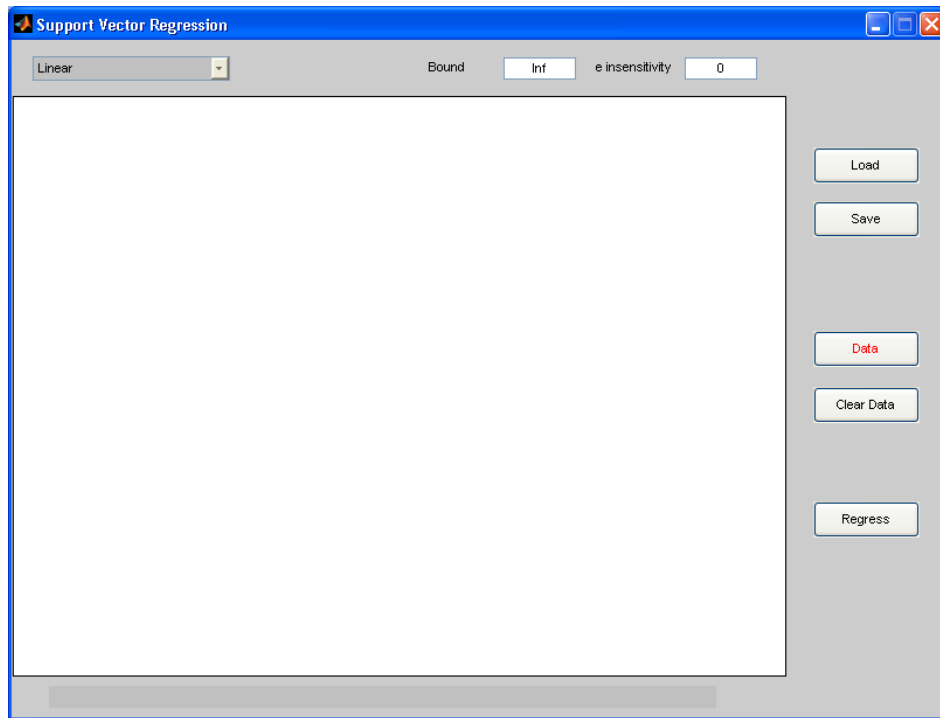 Support Vector Regression
Linear Bound Inf e insensitivity 0
Load
Save
Data
Clear Data
Regress